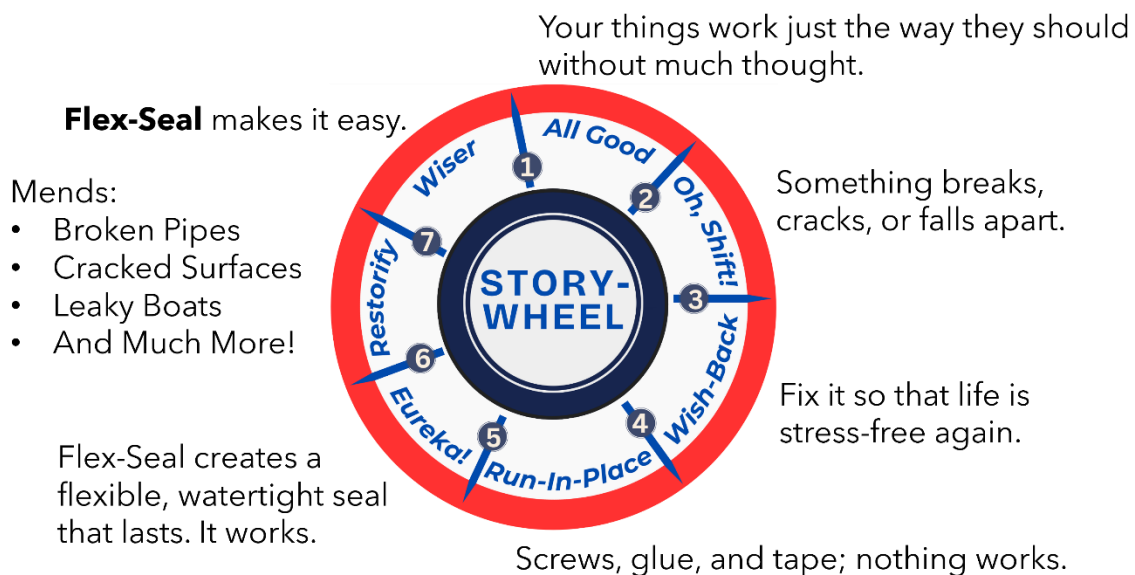 Your things work just the way they should
without much thought.
Flex-Seal makes it easy.
Mends:
• Broken Pipes
• Cracked Surfaces
• Leaky Boats
• And Much More!
Something breaks,
cracks, or falls apart.
Fix it so that life is
stress-free again.
Flex-Seal creates a
flexible, watertight seal
that lasts. It works.
Screws, glue, and tape; nothing works.
STORY-
WHEEL
1
All Good
2
Oh, Shift!
3
Wish-Back
4
Run-In-Place
5
Eureka!
6
Restorify
7
Wiser